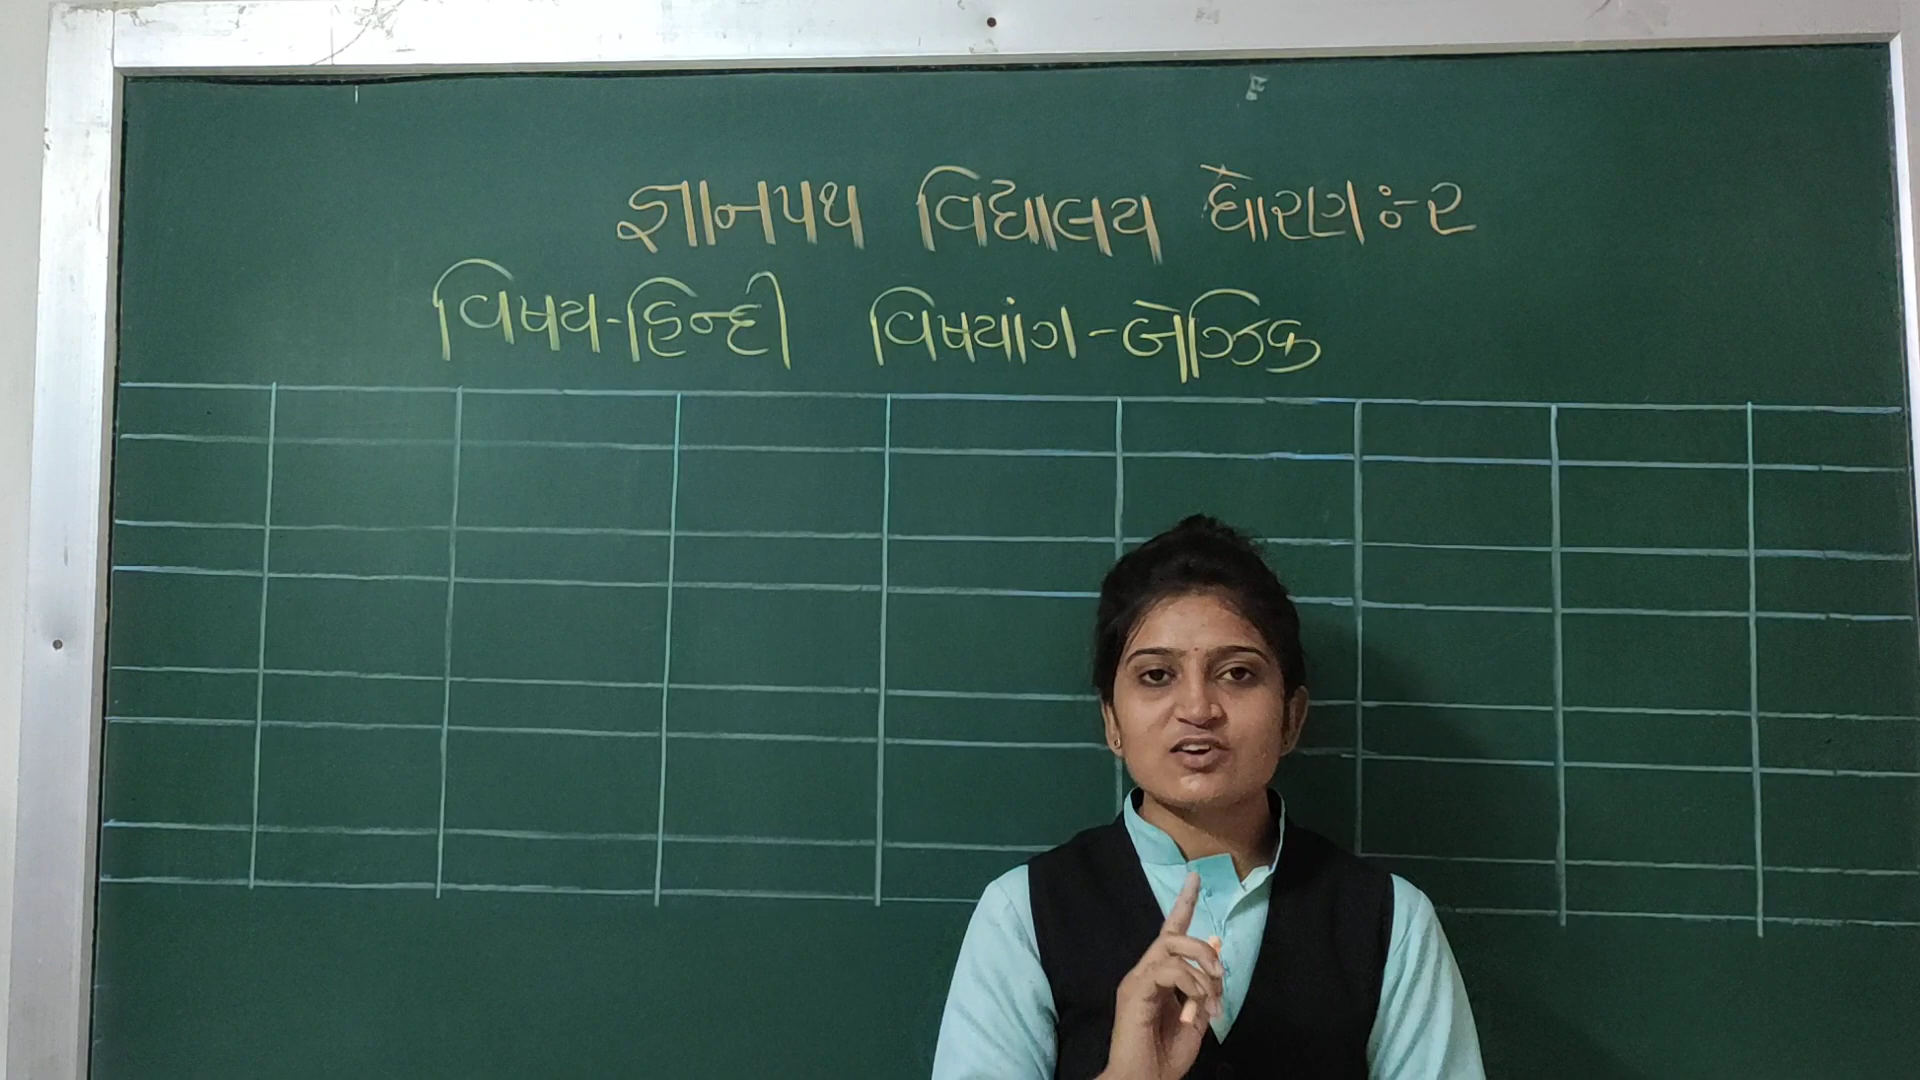 જ્ઞાનપથ વિદ્યાલય ધોરણ :- ૨
વિષય - હિન્દી વિષયાંગ - બેઝિક